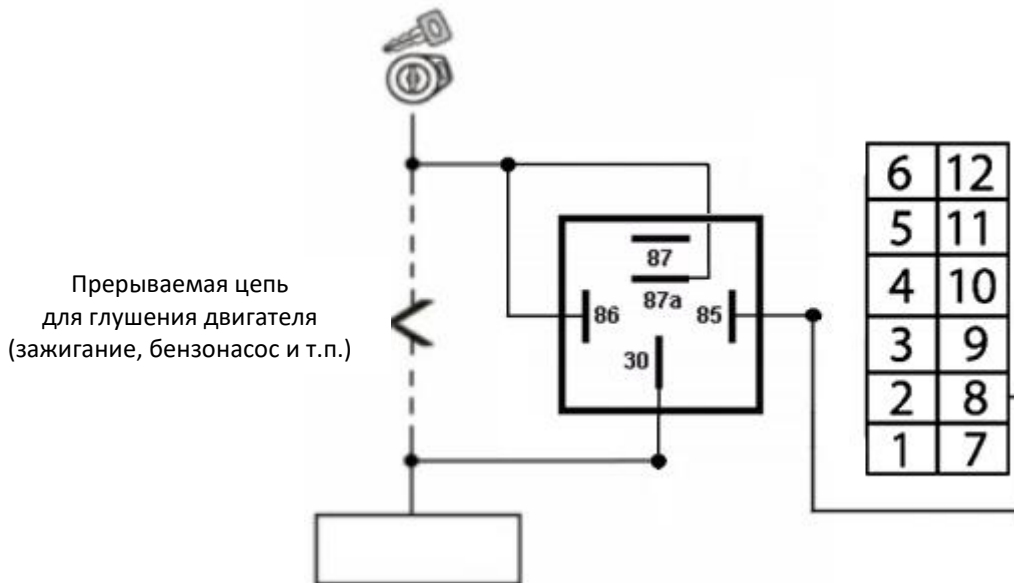 Прерываемая цепь
для глушения двигателя
(зажигание, бензонасос и т.п.)
87
87a
86
85
30
6 12
5 11
4 10
3 9
2 8
1 7